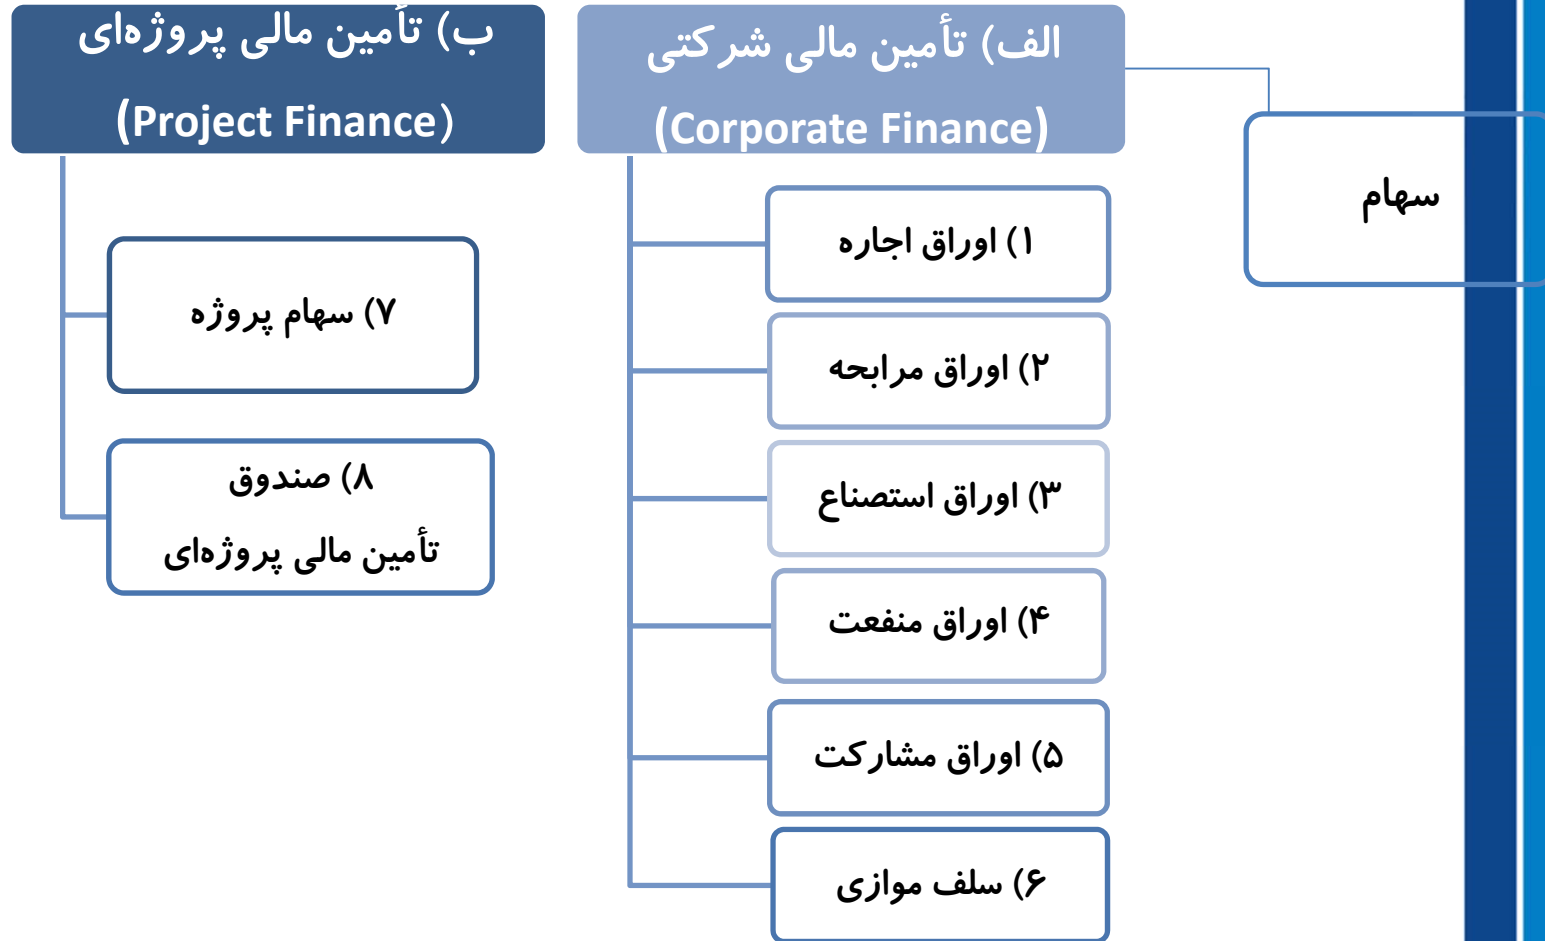 الف) تأمین مالی شرکتی
(Corporate Finance)
سهام
۱) اوراق اجاره
۲) اوراق مرابحه
۳) اوراق استصناع
۴) اوراق منفعت
۵) اوراق مشارکت
۶) سلف موازی
ب) تأمین مالی پروژه‌ای
(Project Finance)
۷) سهام پروژه
۸) صندوق
تأمین مالی پروژه‌ای